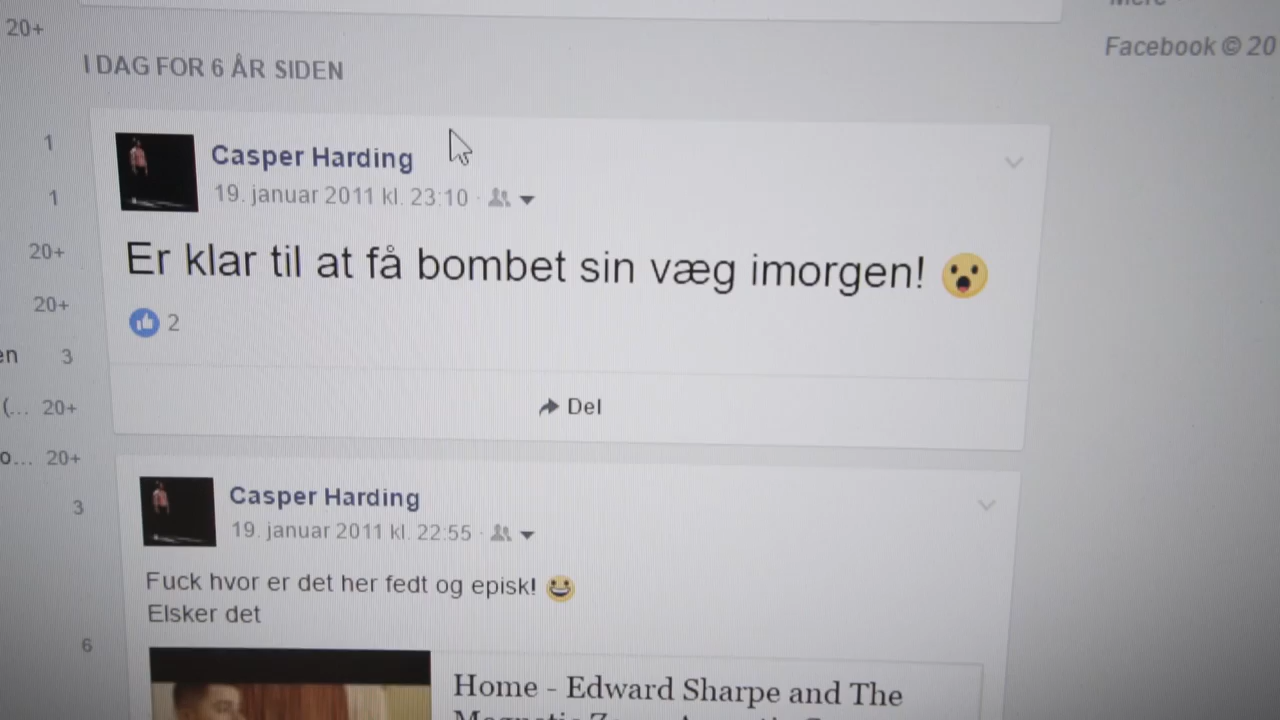 20+
Facebook © 20
I DAG FOR 6 ÅR SIDEN
1
Casper Harding
19. januar 2011 kl. 23:10 ·
1
20+
Er klar til at få bombet sin væg imorgen! 😮
20+
2
en 3
(... 20+
Del
o... 20+
3
Casper Harding
19. januar 2011 kl. 22:55 ·
Fuck hvor er det her fedt og episk! 😀
Elsker det
6
Home - Edward Sharpe and The